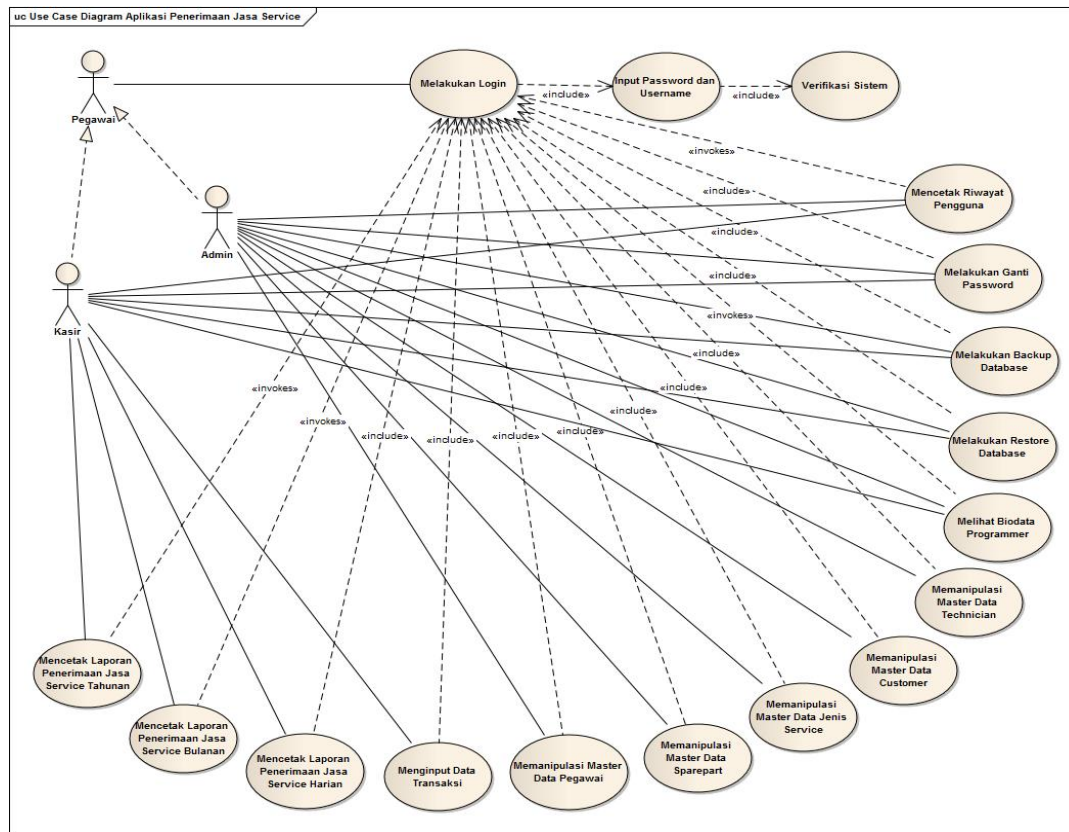 uc Use Case Diagram Aplikasi Penerimaan Jasa Service
Pegawai
Melakukan Login
«include»
Input Password dan
Username
«include»
Verifikasi Sistem
«invokes»
Mencetak Riwayat
Pengguna
Admin
«include»
Melakukan Ganti
Password
«include»
Kasir
«invokes»
Melakukan Backup
Database
«include»
«invokes»
«include»
«include»
«invokes»
«include»
«include»
«include»
«include»
Melakukan Restore
Database
Melihat Biodata
Programmer
Memanipulasi
Master Data
Technician
Memanipulasi
Master Data
Customer
Mencetak Laporan
Penerimaan Jasa
Service Tahunan
Memanipulasi
Master Data Jenis
Service
Mencetak Laporan
Penerimaan Jasa
Service Bulanan
Mencetak Laporan
Penerimaan Jasa
Service Harian
Menginput Data
Transaksi
Memanipulasi Master
Data Pegawai
Memanipulasi
Master Data
Sparepart